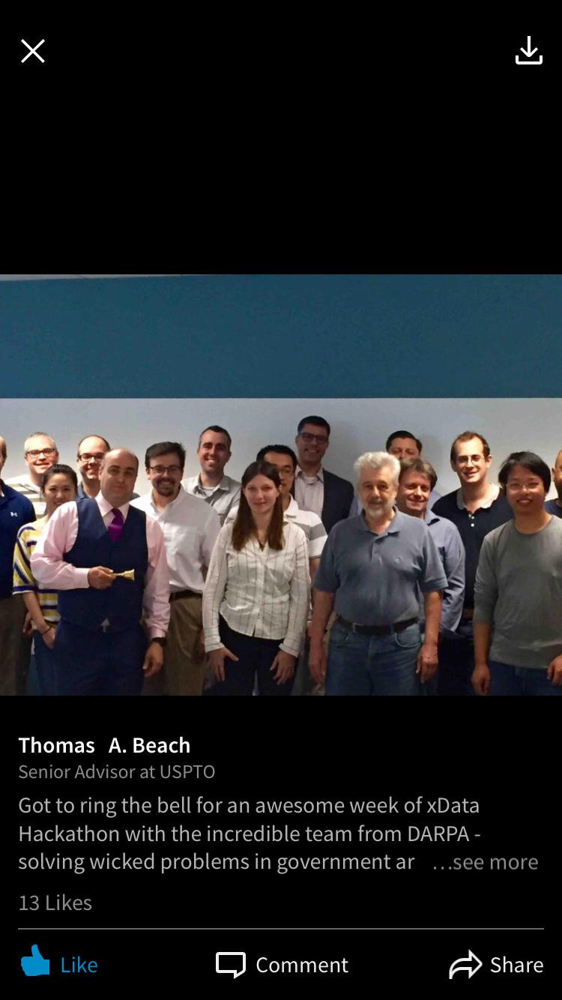 Thomas A. Beach
Senior Advisor at USPTO
Got to ring the bell for an awesome week of xData
Hackathon with the incredible team from DARPA -
solving wicked problems in government ar ...see more
13 Likes
Like Comment Share